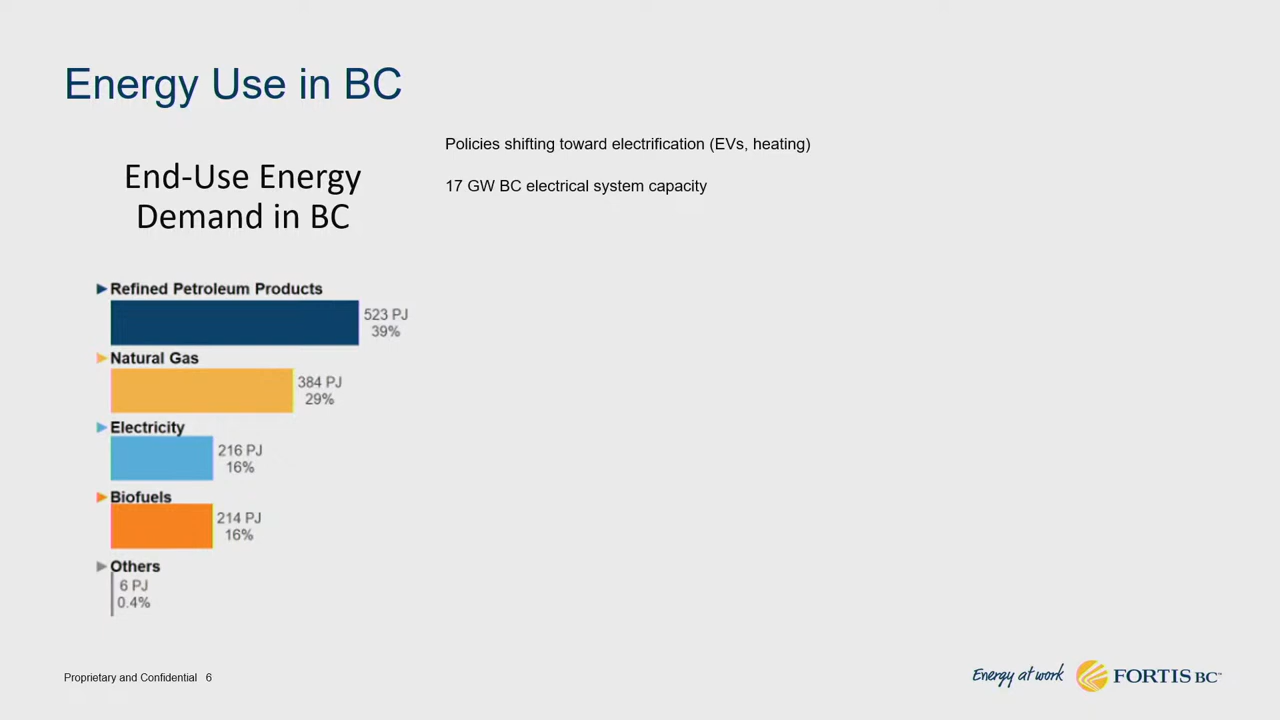 Energy Use in BC
End-Use Energy
Demand in BC
Policies shifting toward electrification (EVs, heating)
17 GW BC electrical system capacity
Refined Petroleum Products
523 PJ
39%
Natural Gas
384 PJ
29%
Electricity
216 PJ
16%
Biofuels
214 PJ
16%
Others
6 PJ
0.4%
Proprietary and Confidential 6
Energy at work
FORTIS BC™